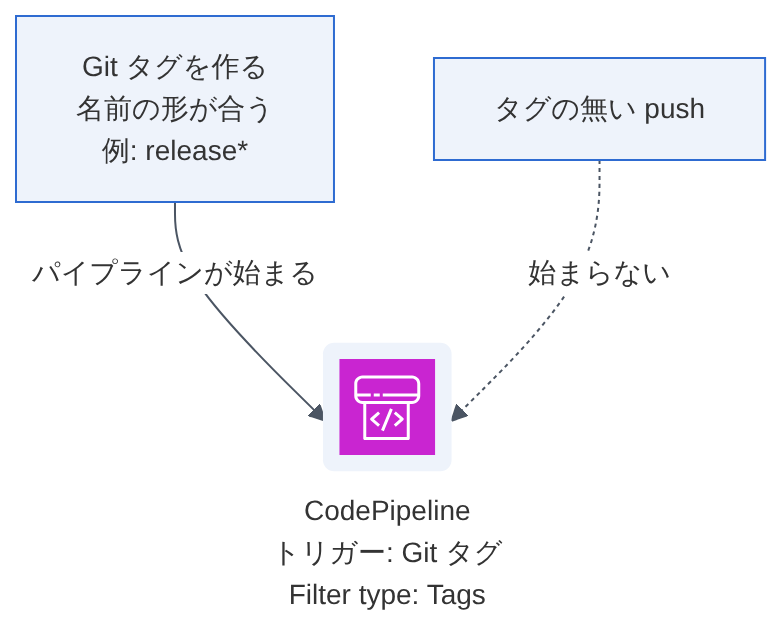 Git タグを作る
名前の形が合う
例: release*
タグの無い push
パイプラインが始まる
始まらない
CodePipeline
トリガー: Git タグ
Filter type: Tags